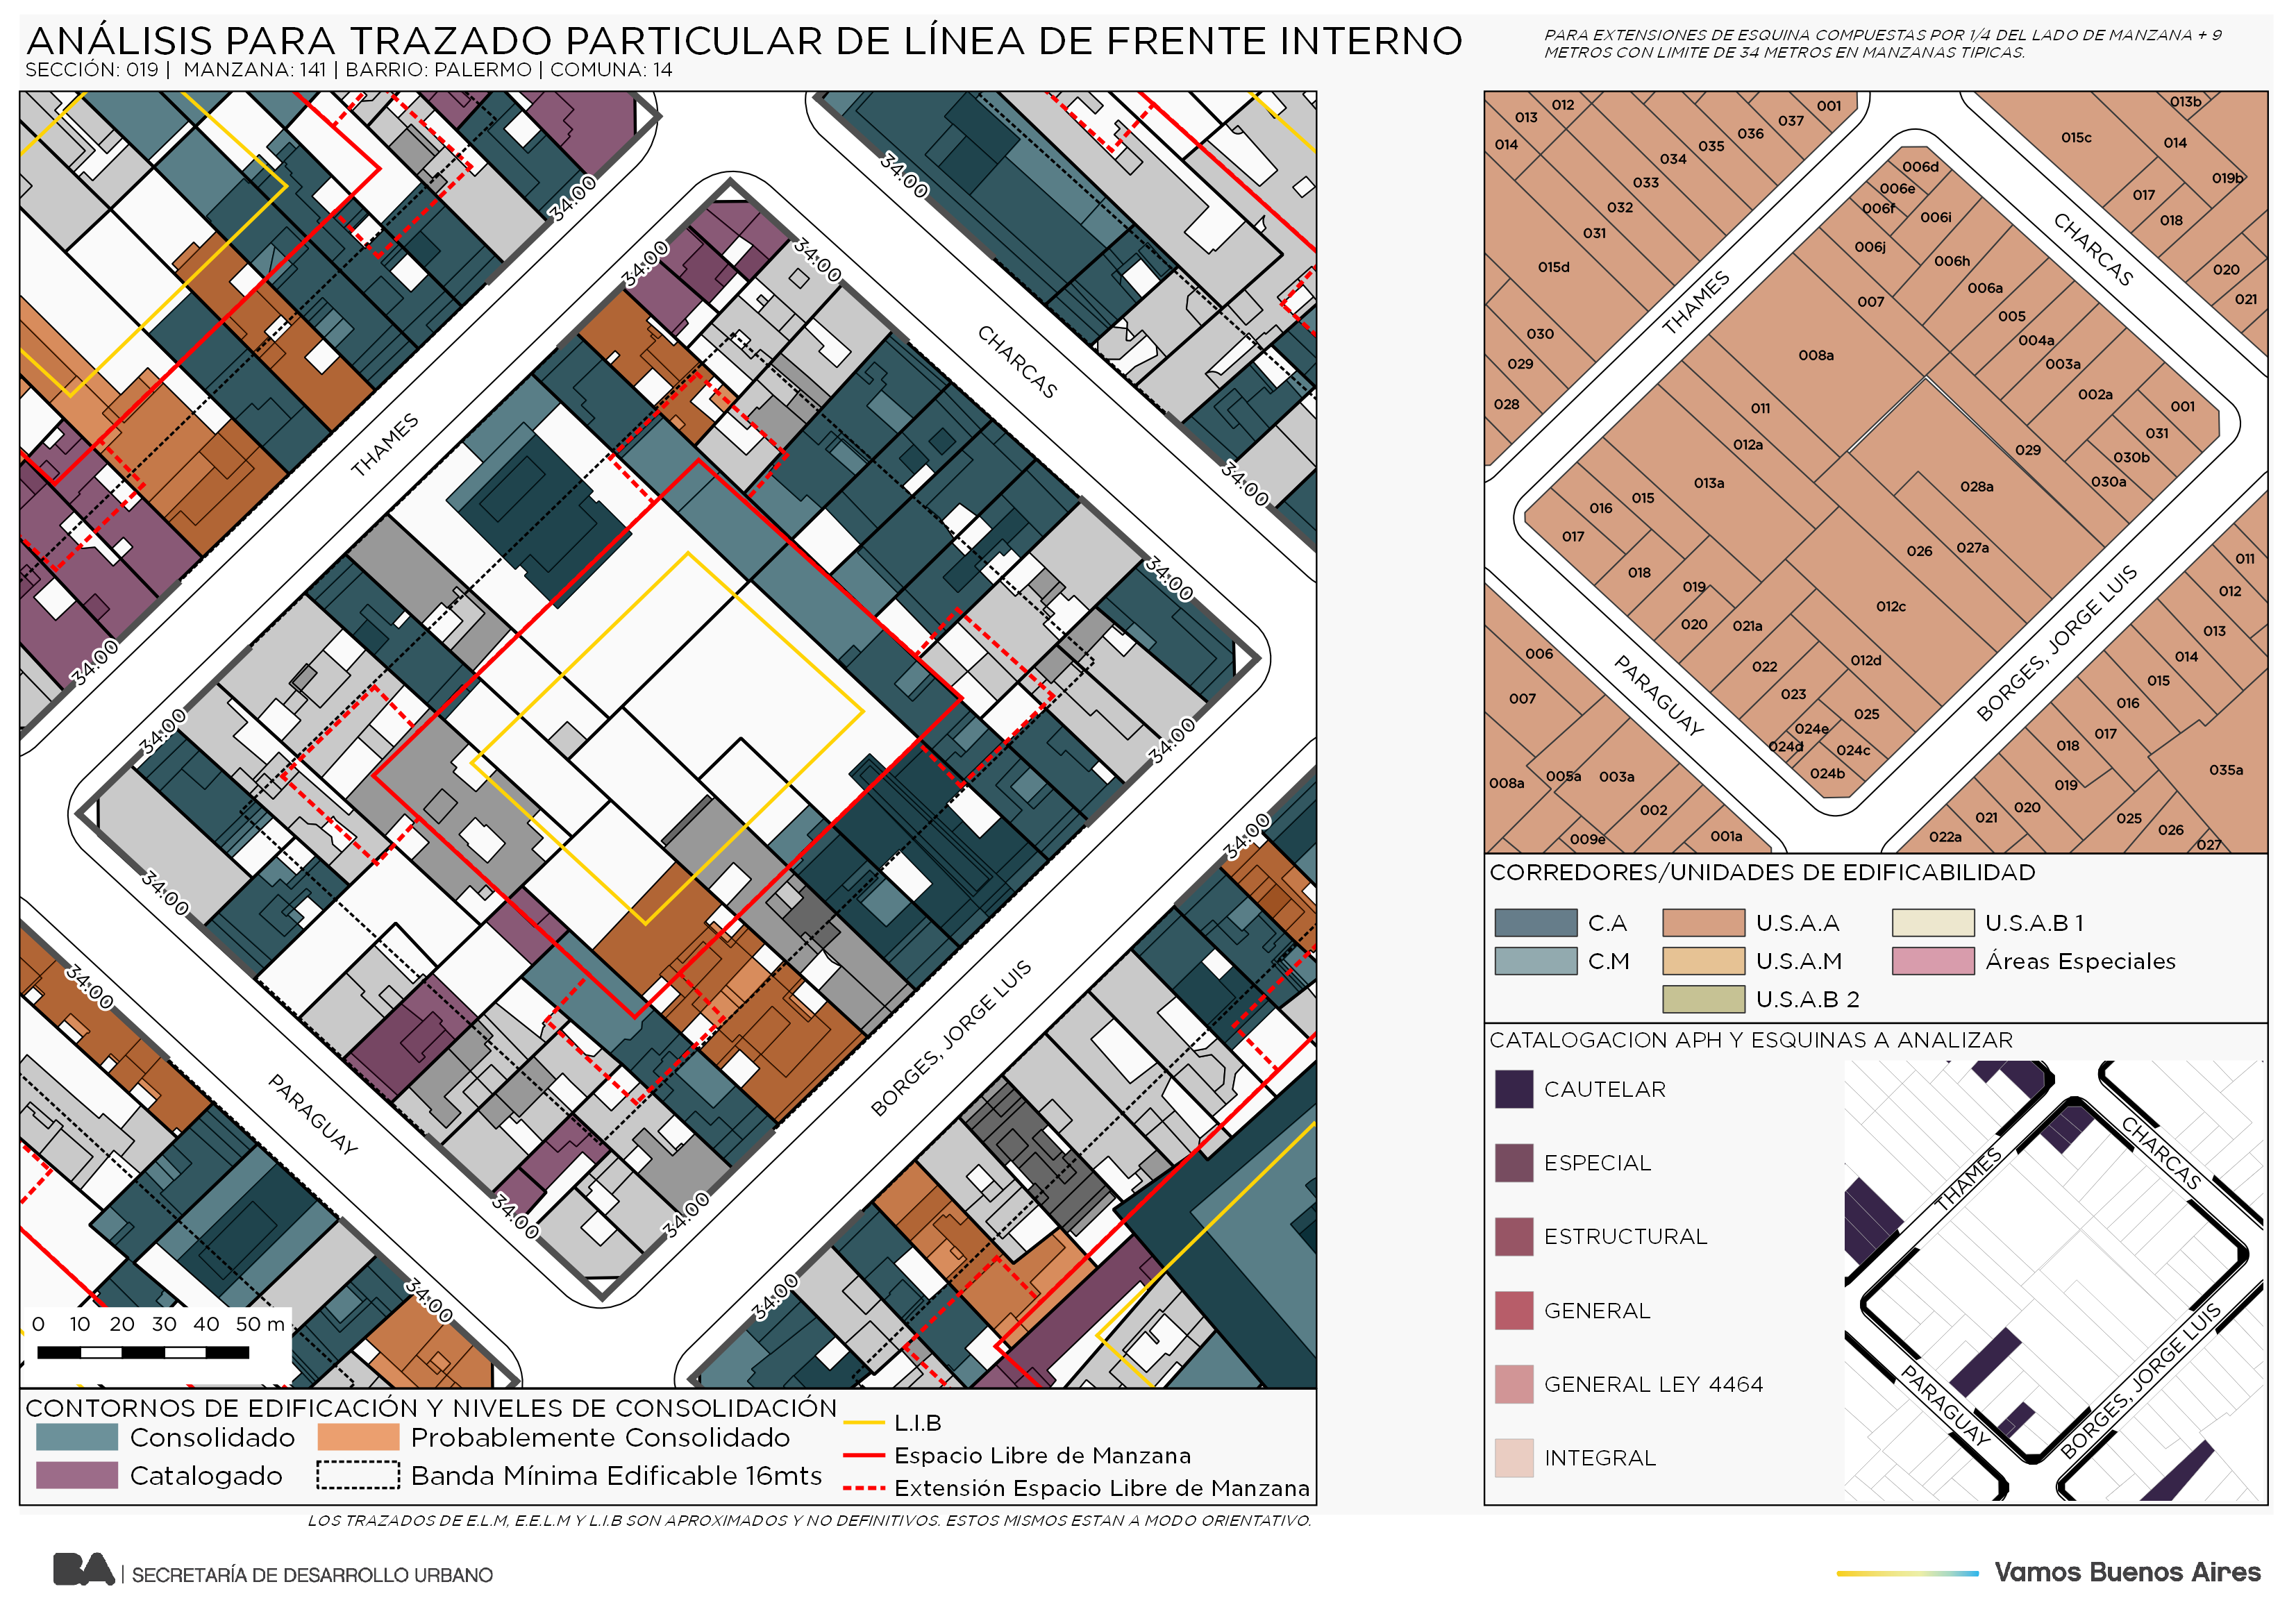 ANÁLISIS PARA TRAZADO PARTICULAR DE LÍNEA DE FRENTE INTERNO
SECCIÓN: 019 | MANZANA: 141 | BARRIO: PALERMO | COMUNA: 14
PARA EXTENSIONES DE ESQUINA COMPUESTAS POR 1/4 DEL LADO DE MANZANA + 9
METROS CON LIMITE DE 34 METROS EN MANZANAS TIPICAS.
34:00
34:00
34:00
34:00
CHARCAS
THAMES
34:00
34:00
34:00
34:00
34:00
34:00
34:00
34:00
PARAGUAY
BORGES, JORGE LUIS
34:00
34:00
34:00
34:00
0 10 20 30 40 50 m
CONTORNOS DE EDIFICACIÓN Y NIVELES DE CONSOLIDACIÓN
Consolidado
Probablemente Consolidado
Catalogado
Banda Mínima Edificable 16mts
L.I.B
Espacio Libre de Manzana
Extensión Espacio Libre de Manzana
LOS TRAZADOS DE E.L.M, E.E.L.M Y L.I.B SON APROXIMADOS Y NO DEFINITIVOS. ESTOS MISMOS ESTAN A MODO ORIENTATIVO.
012
013
014
001
037
036
035
034
033
032
031
015d
030
029
028
013b
015c
014
019b
017
018
020
021
006d
006e
006f
006i
006j
006h
006a
007
005
004a
003a
002a
001
031
030b
030a
029
008a
011
012a
013a
015
016
017
018
019
020
021a
022
023
024e
024d
024c
024b
025
012d
012c
026
027a
028a
THAMES
CHARCAS
PARAGUAY
BORGES, JORGE LUIS
006
007
008a
005a
003a
002
009e
001a
011
012
013
014
015
016
017
018
019
020
021
022a
025
026
027
035a
CORREDORES/UNIDADES DE EDIFICABILIDAD
C.A
U.S.A.A
U.S.A.B 1
C.M
U.S.A.M
Áreas Especiales
U.S.A.B 2
CATALOGACION APH Y ESQUINAS A ANALIZAR
CAUTELAR
ESPECIAL
ESTRUCTURAL
GENERAL
GENERAL LEY 4464
INTEGRAL
THAMES
CHARCAS
PARAGUAY
BORGES, JORGE LUIS
BA | SECRETARÍA DE DESARROLLO URBANO
Vamos Buenos Aires